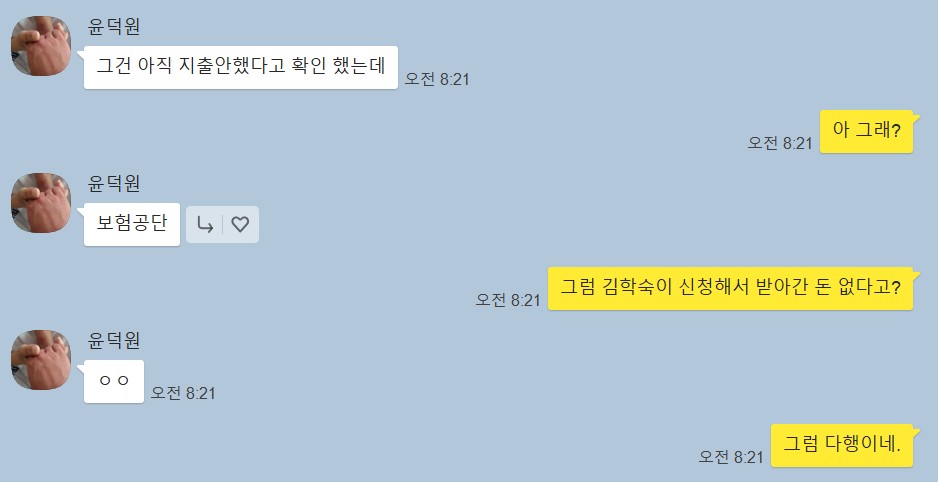 윤덕원
그건 아직 지출안했다고 확인 했는데
오전 8:21
아 그래?
오전 8:21
윤덕원
보험공단
그럼 김학숙이 신청해서 받아간 돈 없다고?
오전 8:21
윤덕원
ㅇㅇ
오전 8:21
그럼 다행이네.
오전 8:21